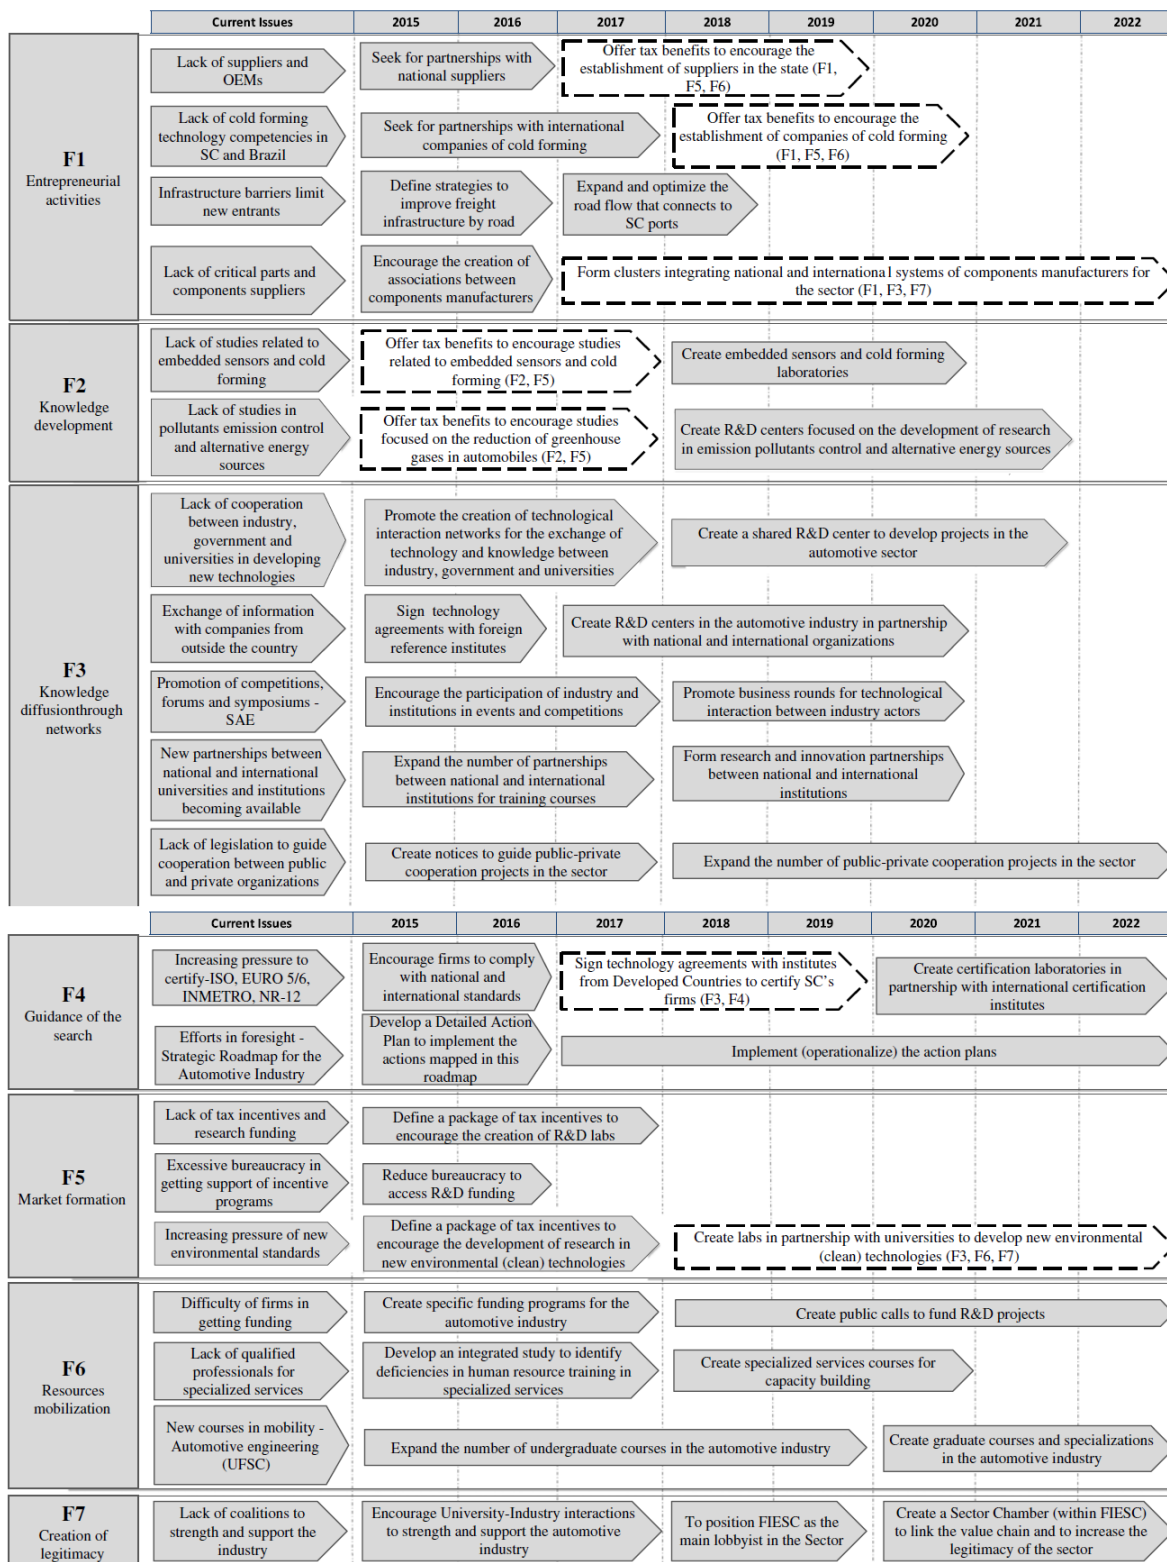 Current Issues 2015 2016 2017 2018 2019 2020 2021 2022
F1
Entrepreneurial
activities
Lack of suppliers and
OEMs
Seek for partnerships with
national suppliers
Offer tax benefits to encourage the
establishment of suppliers in the state (F1,
F5, F6)
Lack of cold forming
technology competencies in
SC and Brazil
Seek for partnerships with international
companies of cold forming
Offer tax benefits to encourage the
establishment of companies of cold forming
(F1, F5, F6)
Infrastructure barriers limit
new entrants
Define strategies to
improve freight
infrastructure by road
Expand and optimize the
road flow that connects to
SC ports
Lack of critical parts and
components suppliers
Encourage the creation of
associations between
components manufacturers
Form clusters integrating national and international systems of components manufacturers for
the sector (F1, F3, F7)
F2
Knowledge
development
Lack of studies related to
embedded sensors and cold
forming
Offer tax benefits to encourage studies
related to embedded sensors and cold
forming (F2, F5)
Create embedded sensors and cold forming
laboratories
Lack of studies in
pollutants emission control
and alternative energy
sources
Offer tax benefits to encourage studies
focused on the reduction of greenhouse
gases in automobiles (F2, F5)
Create R&D centers focused on the development of research
in emission pollutants control and alternative energy sources
F3
Knowledge
diffusionthrough
networks
Lack of cooperation
between industry,
government and
universities in developing
new technologies
Promote the creation of technological
interaction networks for the exchange of
technology and knowledge between
industry, government and universities
Create a shared R&D center to develop projects in the
automotive sector
Exchange of information
with companies from
outside the country
Sign technology
agreements with foreign
reference institutes
Create R&D centers in the automotive industry in partnership
with national and international organizations
Promotion of competitions,
forums and symposiums -
SAE
Encourage the participation of industry and
institutions in events and competitions
Promote business rounds for technological
interaction between industry actors
New partnerships between
national and international
universities and institutions
becoming available
Expand the number of partnerships
between national and international
institutions for training courses
Form research and innovation partnerships
between national and international
institutions
Lack of legislation to guide
cooperation between public
and private organizations
Create notices to guide public-private
cooperation projects in the sector
Expand the number of public-private cooperation projects in the sector
Current Issues 2015 2016 2017 2018 2019 2020 2021 2022
F4
Guidance of the
search
Increasing pressure to
certify-ISO, EURO 5/6,
INMETRO, NR-12
Encourage firms to comply
with national and
international standards
Sign technology agreements with institutes
from Developed Countries to certify SC's
firms (F3, F4)
Create certification laboratories in
partnership with international certification
institutes
Efforts in foresight -
Strategic Roadmap for the
Automotive Industry
Develop a Detailed Action
Plan to implement the
actions mapped in this
roadmap
Implement (operationalize) the action plans
F5
Market formation
Lack of tax incentives and
research funding
Define a package of tax incentives to
encourage the creation of R&D labs
Excessive bureaucracy in
getting support of incentive
programs
Reduce bureaucracy to
access R&D funding
Increasing pressure of new
environmental standards
Define a package of tax incentives to
encourage the development of research in
new environmental (clean) technologies
Create labs in partnership with universities to develop new environmental
(clean) technologies (F3, F6, F7)
F6
Resources
mobilization
Difficulty of firms in
getting funding
Create specific funding programs for the
automotive industry
Create public calls to fund R&D projects
Lack of qualified
professionals for
specialized services
Develop an integrated study to identify
deficiencies in human resource training in
specialized services
Create specialized services courses for
capacity building
New courses in mobility -
Automotive engineering
(UFSC)
Expand the number of undergraduate courses in the automotive industry
Create graduate courses and specializations
in the automotive industry
F7
Creation of
legitimacy
Lack of coalitions to
strength and support the
industry
Encourage University-Industry interactions
to strength and support the automotive
industry
To position FIESC as the
main lobbyist in the Sector
Create a Sector Chamber (within FIESC)
to link the value chain and to increase the
legitimacy of the sector